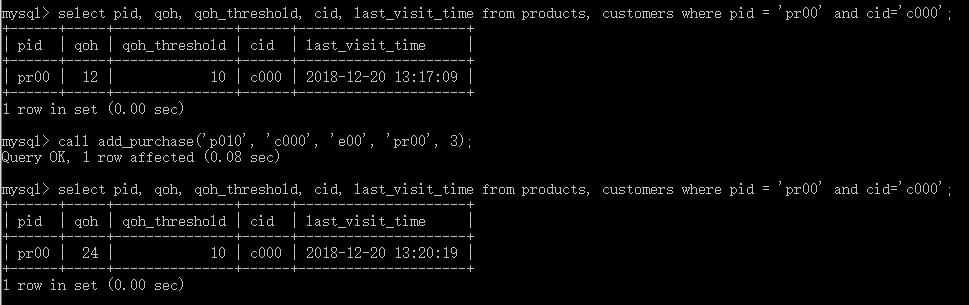 mysql> select pid, qoh, qoh_threshold, cid, last_visit_time from products, customers where pid = 'pr00' and cid='c000';
+------+-----+---------------+------+---------------------+
| pid  | qoh | qoh_threshold | cid  | last_visit_time     |
+------+-----+---------------+------+---------------------+
| pr00 |  12 |            10 | c000 | 2018-12-20 13:17:09 |
+------+-----+---------------+------+---------------------+
1 row in set (0.00 sec)
mysql> call add_purchase('p010', 'c000', 'e00', 'pr00', 3);
Query OK, 1 row affected (0.08 sec)
mysql> select pid, qoh, qoh_threshold, cid, last_visit_time from products, customers where pid = 'pr00' and cid='c000';
+------+-----+---------------+------+---------------------+
| pid  | qoh | qoh_threshold | cid  | last_visit_time     |
+------+-----+---------------+------+---------------------+
| pr00 |  24 |            10 | c000 | 2018-12-20 13:20:19 |
+------+-----+---------------+------+---------------------+
1 row in set (0.00 sec)